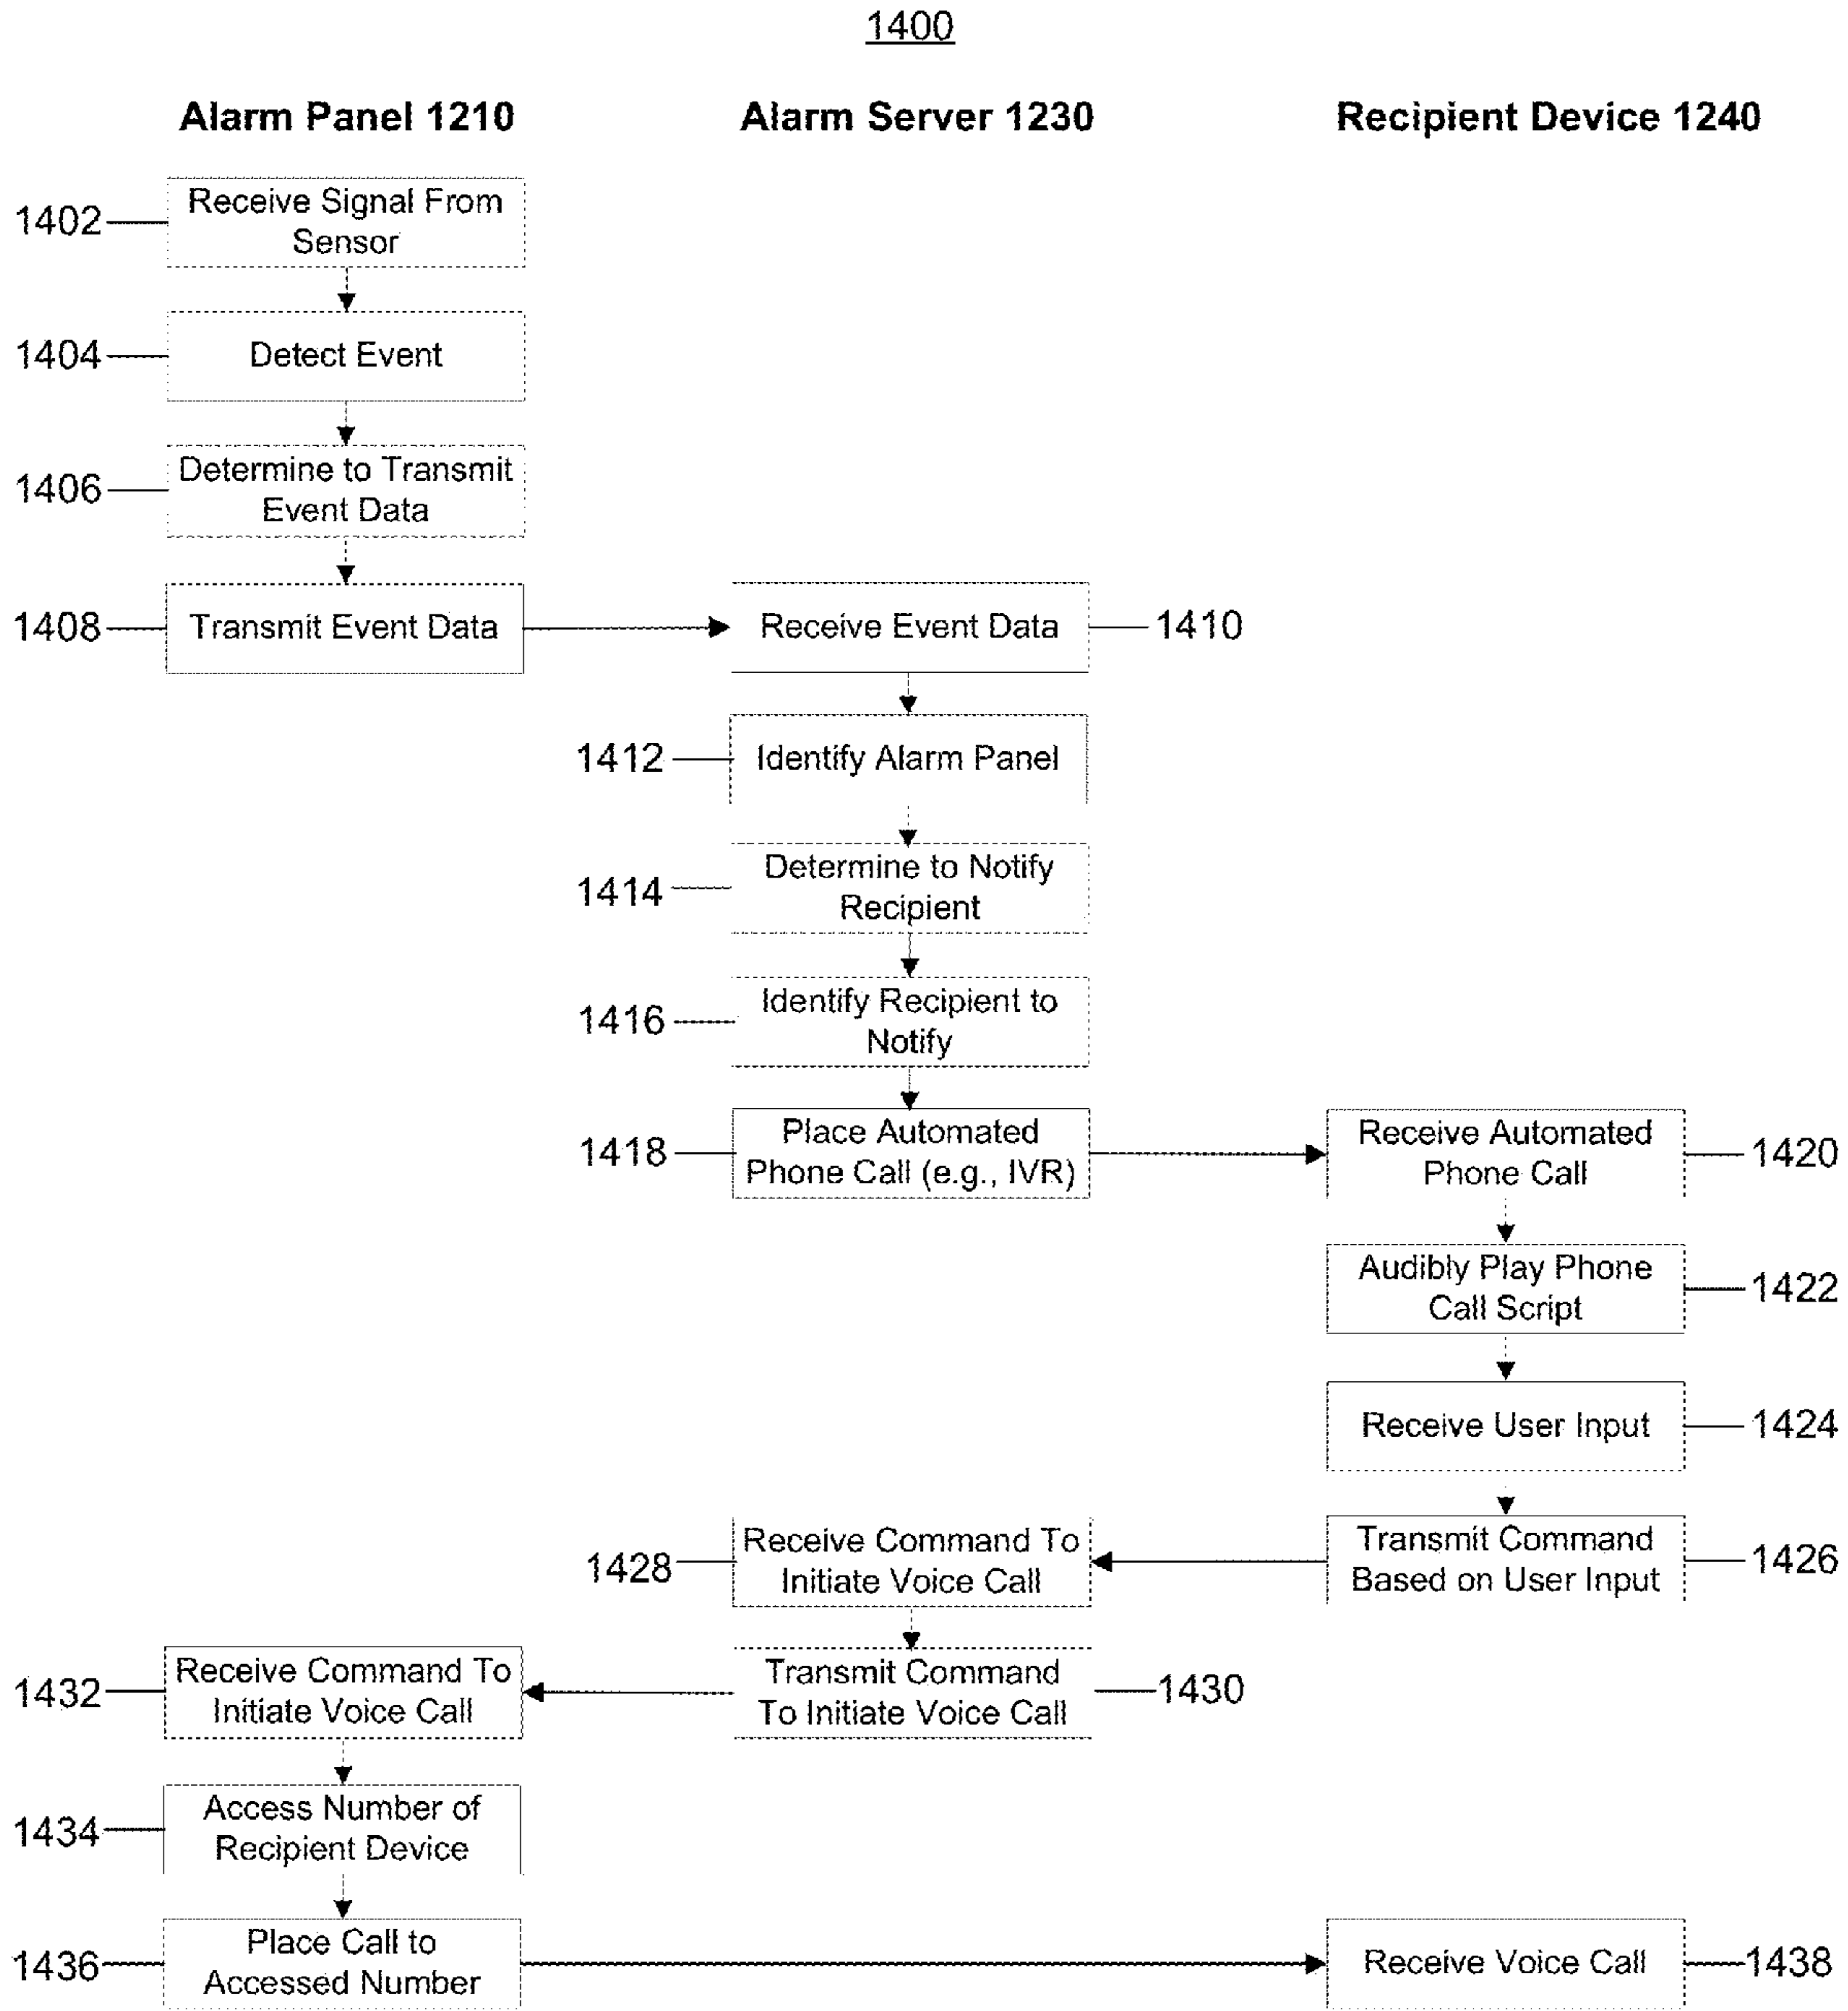 1400
Alarm Panel 1210
Alarm Server 1230
Recipient Device 1240
1402
Receive Signal From
Sensor
1404
Detect Event
1406
Determine to Transmit
Event Data
1408
Transmit Event Data
Receive Event Data
1410
1412
Identify Alarm Panel
1414
Determine to Notify
Recipient
1416
Identify Recipient to
Notify
1418
Place Automated
Phone Call (e.g., IVR)
Receive Automated
Phone Call
1420
Audibly Play Phone
Call Script
1422
Receive User Input
1424
1428
Receive Command To
Initiate Voice Call
Transmit Command
Based on User Input
1426
1432
Receive Command To
Initiate Voice Call
Transmit Command
To Initiate Voice Call
1430
1434
Access Number of
Recipient Device
1436
Place Call to
Accessed Number
Receive Voice Call
1438